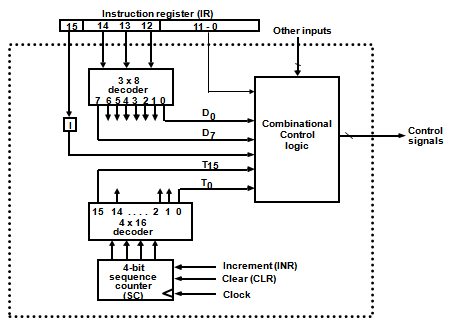 Instruction register (IR)
15 14 13 12 11 - 0
Other inputs
3 x 8
decoder
7 6 5 4 3 2 1 0
I
D0
Combinational
Control
logic
D7
Control
signals
T15
T0
15 14 . . . . 2 1 0
4 x 16
decoder
4-bit
sequence
counter
(SC)
Increment (INR)
Clear (CLR)
Clock